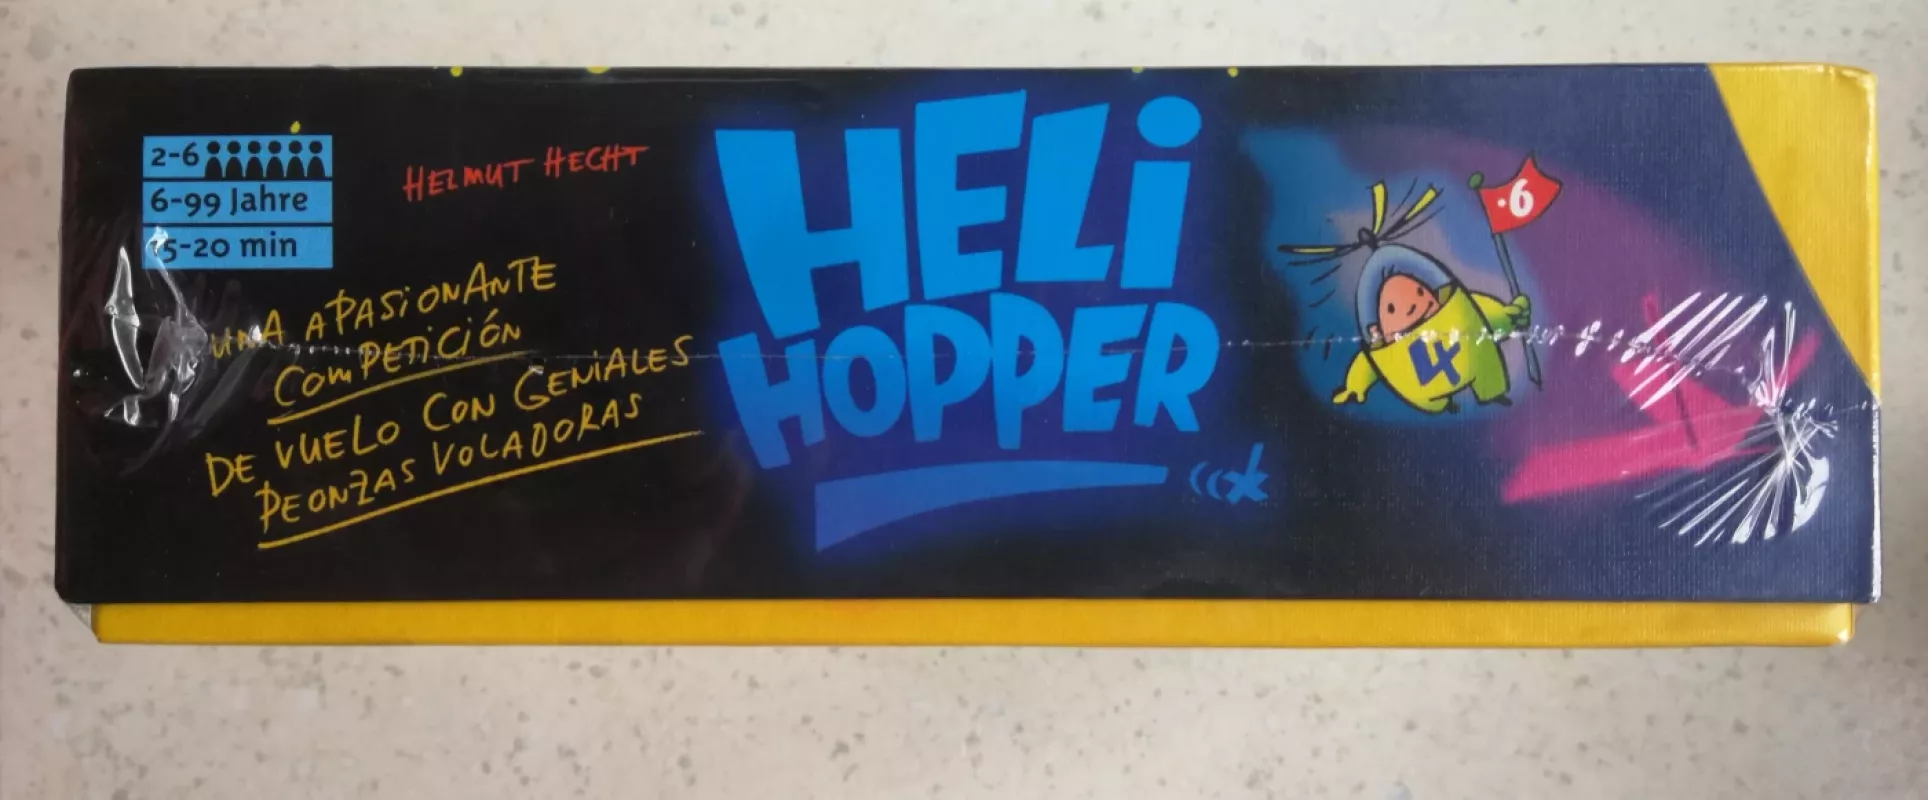 2-6
6-99 Jahre
15-20 min
HELMUT HECHT
UNA APASiONANTE
COMPETiCiÓN
DE VUELO CON GENiALES
PEONZAS VOLADORAS
HELi
HOPPER
·6
4